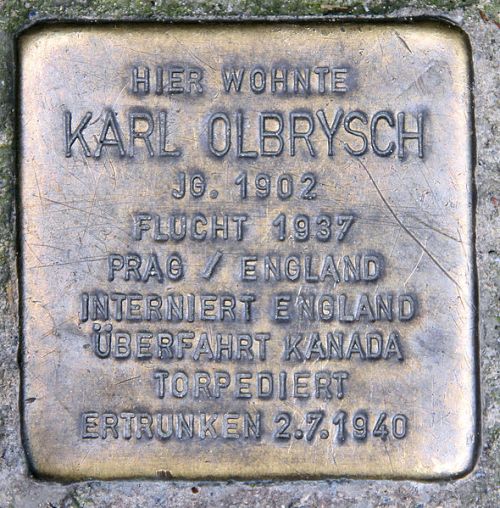 HIER WOHNTE
KARL OLBRYSCH
JG. 1902
FLUCHT 1937
PRAG / ENGLAND
INTERNIERT ENGLAND
ÜBERFAHRT KANADA
TORPEDIERT
ERTRUNKEN 2.7.1940